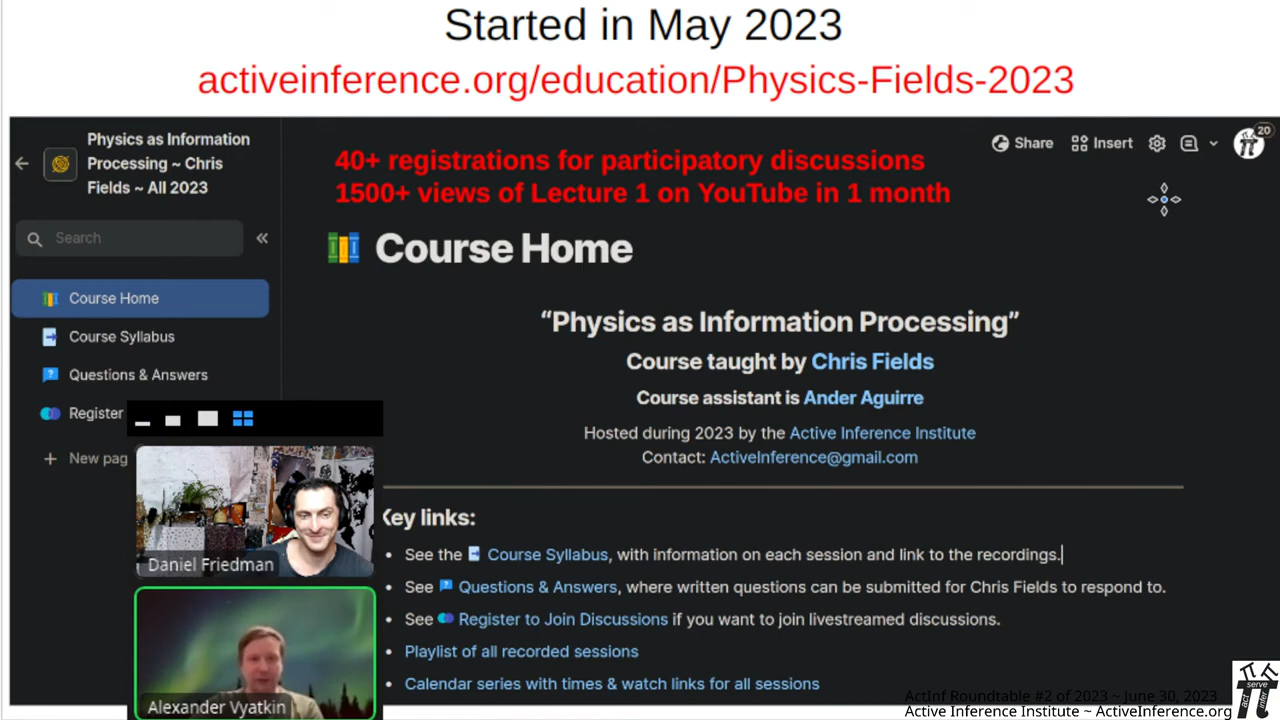 Started in May 2023
activeinference.org/education/Physics-Fields-2023
Physics as Information
Processing ~ Chris
Fields ~ All 2023
Share
Insert
20
40+ registrations for participatory discussions
1500+ views of Lecture 1 on YouTube in 1 month
Search
Course Home
Course Home
Course Syllabus
Questions & Answers
Register
New pag
“Physics as Information Processing”
Course taught by Chris Fields
Course assistant is Ander Aguirre
Hosted during 2023 by the Active Inference Institute
Contact: ActiveInference@gmail.com
Key links:
See the Course Syllabus, with information on each session and link to the recordings.
See Questions & Answers, where written questions can be submitted for Chris Fields to respond to.
See Register to Join Discussions if you want to join livestreamed discussions.
Playlist of all recorded sessions
Calendar series with times & watch links for all sessions
Daniel Friedman
Alexander Vyatkin
ActInf Roundtable #2 of 2023 ~ June 30, 2023
Active Inference Institute ~ ActiveInference.org
act
serve
infer